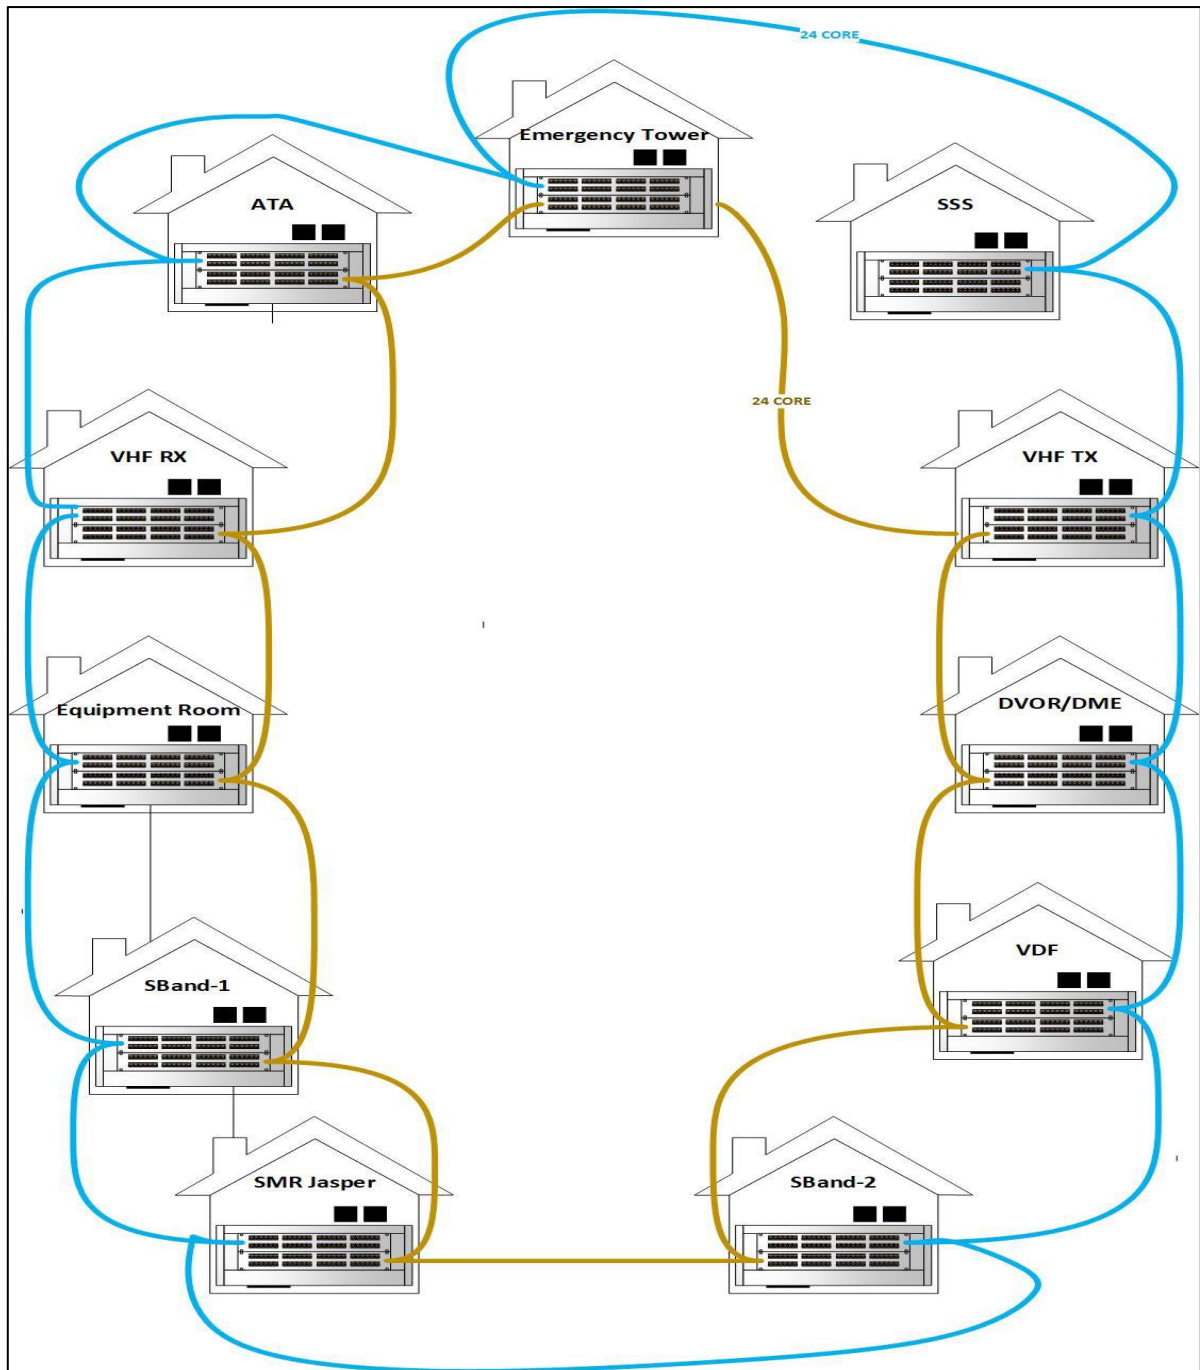 24 CORE
Emergency Tower
ATA
SSS
24 CORE
VHF RX
VHF TX
Equipment Room
DVOR/DME
VDF
SBand-1
SMR Jasper
SBand-2